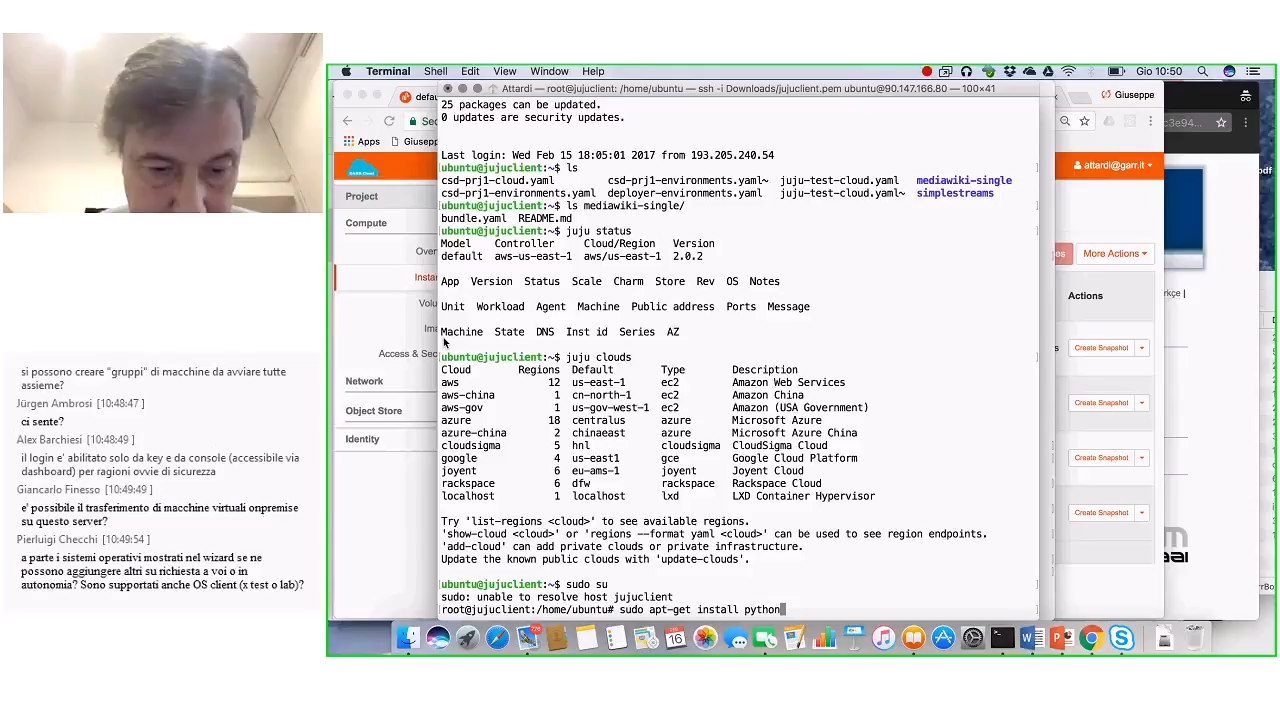 si possono creare "gruppi" di macchine da avviare tutte
assieme?
Jürgen Ambrosi [10:48:47]
ci sente?
Alex Barchiesi [10:48:49]
il login e' abilitato solo da key e da console (accessibile via
dashboard) per ragioni ovvie di sicurezza
Giancarlo Finesso [10:49:49]
e' possibile il trasferimento di macchine virtuali onpremise
su questo server?
Pierluigi Checchi [10:49:54]
a parte i sistemi operativi mostrati nel wizard se ne
possono aggiungere altri su richiesta a voi o in
autonomia? Sono supportati anche OS client (x test o lab)?
Terminal Shell Edit View Window Help Gio 10:50
Attardi — root@jujuclient: /home/ubuntu — ssh -i Downloads/jujuclient.pem ubuntu@90.147.166.80 — 100×41
defau
Giuseppe
Sec
c3e94...
Apps Giusepp
GARR Cloud
attardi@garr.it
pdf
Project
Compute
Over
Instan
Volu
Ima
Access & Sec
Network
Object Store
Identity
25 packages can be updated.
0 updates are security updates.
Last login: Wed Feb 15 18:05:01 2017 from 193.205.240.54
ubuntu@jujuclient:~$ ls
csd-prj1-cloud.yaml csd-prj1-environments.yaml~ juju-test-cloud.yaml mediawiki-single
csd-prj1-environments.yaml deployer-environments.yaml juju-test-cloud.yaml~ simplestreams
ubuntu@jujuclient:~$ ls mediawiki-single/
bundle.yaml README.md
ubuntu@jujuclient:~$ juju status
Model Controller Cloud/Region Version
default aws-us-east-1 aws/us-east-1 2.0.2
App Version Status Scale Charm Store Rev OS Notes
Unit Workload Agent Machine Public address Ports Message
Machine State DNS Inst id Series AZ
ubuntu@jujuclient:~$ juju clouds
Cloud Regions Default Type Description
aws 12 us-east-1 ec2 Amazon Web Services
aws-china 1 cn-north-1 ec2 Amazon China
aws-gov 1 us-gov-west-1 ec2 Amazon (USA Government)
azure 18 centralus azure Microsoft Azure
azure-china 2 chinaeast azure Microsoft Azure China
cloudsigma 5 hnl cloudsigma CloudSigma Cloud
google 4 us-east1 gce Google Cloud Platform
joyent 6 eu-ams-1 joyent Joyent Cloud
rackspace 6 dfw rackspace Rackspace Cloud
localhost 1 localhost lxd LXD Container Hypervisor
Try 'list-regions <cloud>' to see available regions.
'show-cloud <cloud>' or 'regions --format yaml <cloud>' can be used to see region endpoints.
'add-cloud' can add private clouds or private infrastructure.
Update the known public clouds with 'update-clouds'.
ubuntu@jujuclient:~$ sudo su
sudo: unable to resolve host jujuclient
root@jujuclient:/home/ubuntu# sudo apt-get install python
es
More Actions
Actions
Create Snapshot
Create Snapshot
Create Snapshot
Create Snapshot
rkçe |
aai
rrBo